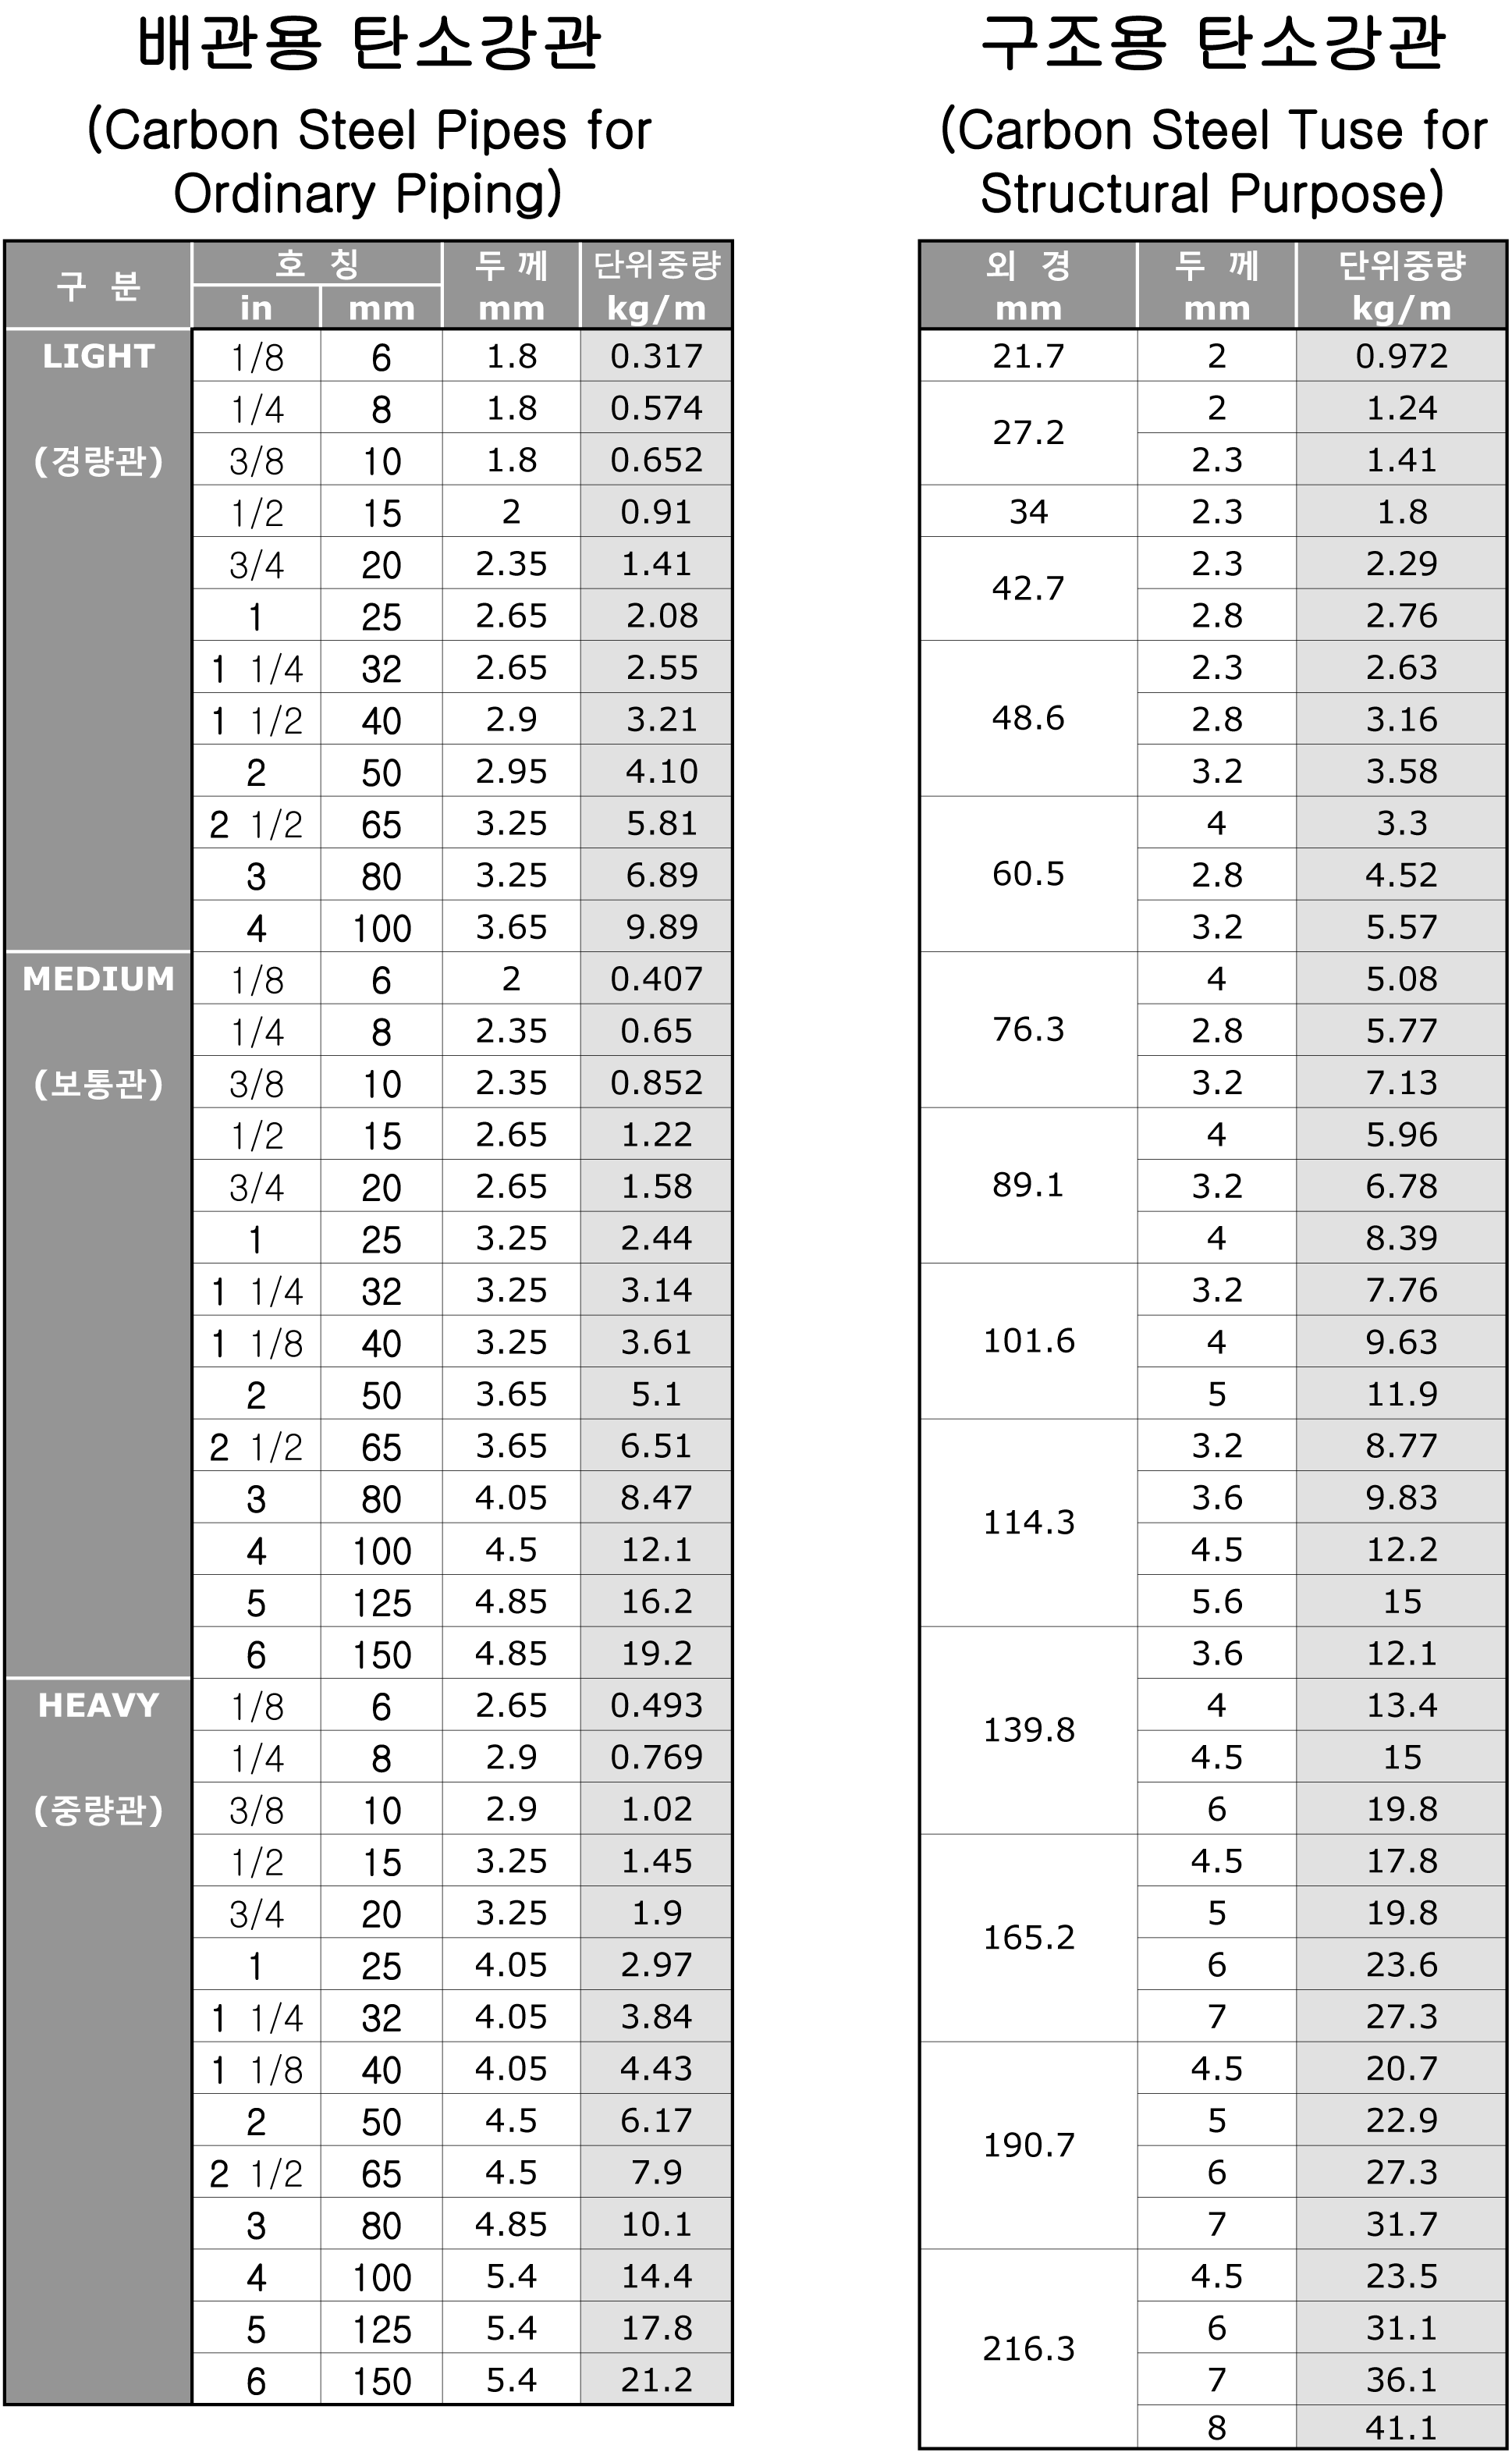 배관용 탄소강관
(Carbon Steel Pipes for
Ordinary Piping)
구 분 호 칭 두 께 단위중량
in mm mm kg/m
LIGHT 1/8 6 1.8 0.317
1/4 8 1.8 0.574
(경량관) 3/8 10 1.8 0.652
1/2 15 2 0.91
3/4 20 2.35 1.41
1 25 2.65 2.08
1 1/4 32 2.65 2.55
1 1/2 40 2.9 3.21
2 50 2.95 4.10
2 1/2 65 3.25 5.81
3 80 3.25 6.89
4 100 3.65 9.89
MEDIUM 1/8 6 2 0.407
1/4 8 2.35 0.65
(보통관) 3/8 10 2.35 0.852
1/2 15 2.65 1.22
3/4 20 2.65 1.58
1 25 3.25 2.44
1 1/4 32 3.25 3.14
1 1/8 40 3.25 3.61
2 50 3.65 5.1
2 1/2 65 3.65 6.51
3 80 4.05 8.47
4 100 4.5 12.1
5 125 4.85 16.2
6 150 4.85 19.2
HEAVY 1/8 6 2.65 0.493
1/4 8 2.9 0.769
(중량관) 3/8 10 2.9 1.02
1/2 15 3.25 1.45
3/4 20 3.25 1.9
1 25 4.05 2.97
1 1/4 32 4.05 3.84
1 1/8 40 4.05 4.43
2 50 4.5 6.17
2 1/2 65 4.5 7.9
3 80 4.85 10.1
4 100 5.4 14.4
5 125 5.4 17.8
6 150 5.4 21.2
구조용 탄소강관
(Carbon Steel Tuse for
Structural Purpose)
외 경 두 께 단위중량
mm mm kg/m
21.7 2 0.972
27.2 2 1.24
2.3 1.41
34 2.3 1.8
42.7 2.3 2.29
2.8 2.76
2.3 2.63
48.6 2.8 3.16
3.2 3.58
4 3.3
60.5 2.8 4.52
3.2 5.57
4 5.08
76.3 2.8 5.77
3.2 7.13
4 5.96
89.1 3.2 6.78
4 8.39
3.2 7.76
101.6 4 9.63
5 11.9
3.2 8.77
114.3 3.6 9.83
4.5 12.2
5.6 15
3.6 12.1
139.8 4 13.4
4.5 15
6 19.8
4.5 17.8
165.2 5 19.8
6 23.6
7 27.3
4.5 20.7
190.7 5 22.9
6 27.3
7 31.7
4.5 23.5
216.3 6 31.1
7 36.1
8 41.1